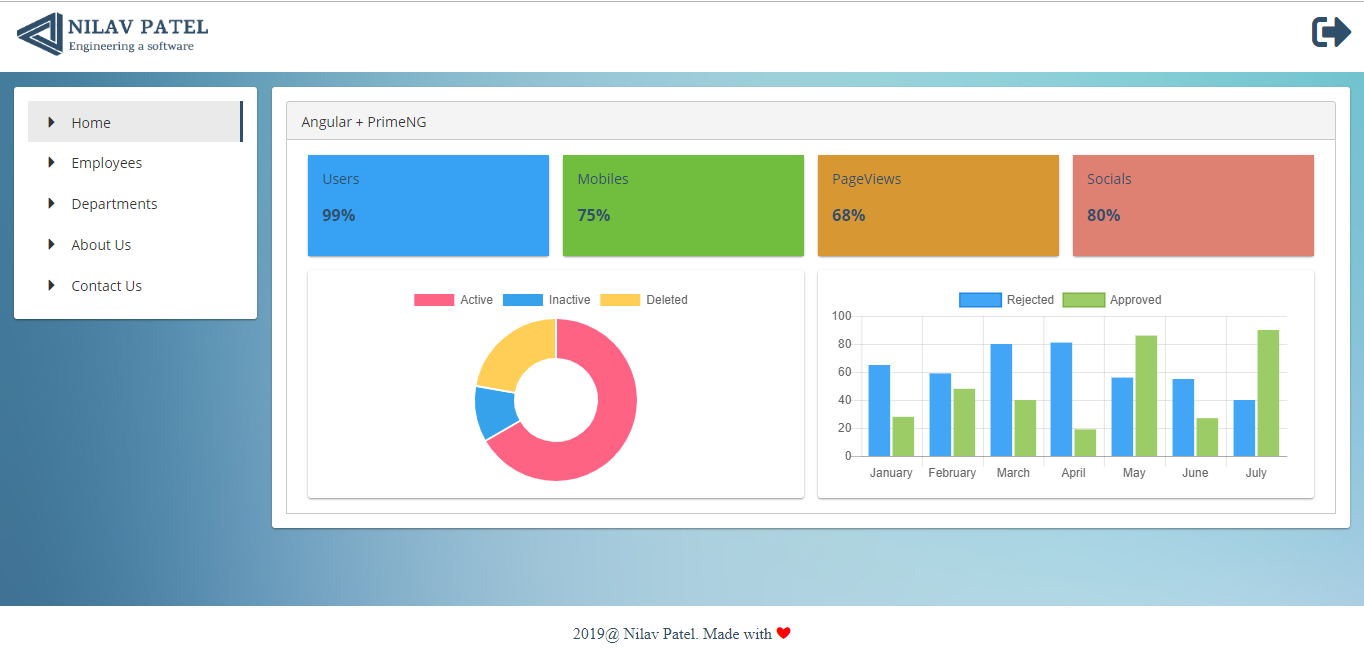 NILAV PATEL
Engineering a software
Home
Employees
Departments
About Us
Contact Us
Angular + PrimeNG
Users
99%
Mobiles
75%
PageViews
68%
Socials
80%
Active Inactive Deleted
Rejected Approved
100
80
60
40
20
0
January February March April May June July
2019@ Nilav Patel. Made with